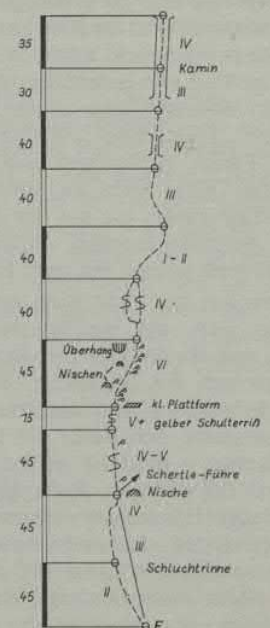 35
IV
Kamin
30
III
40
IV
40
III
40
I-II
40
IV
Überhang
Nischen
VI
45
kl. Plattform
15
V+ gelber Schulterriß
IV-V
45
Schertle-Führe
Nische
IV
45
III
Schluchtrinne
II
45
E